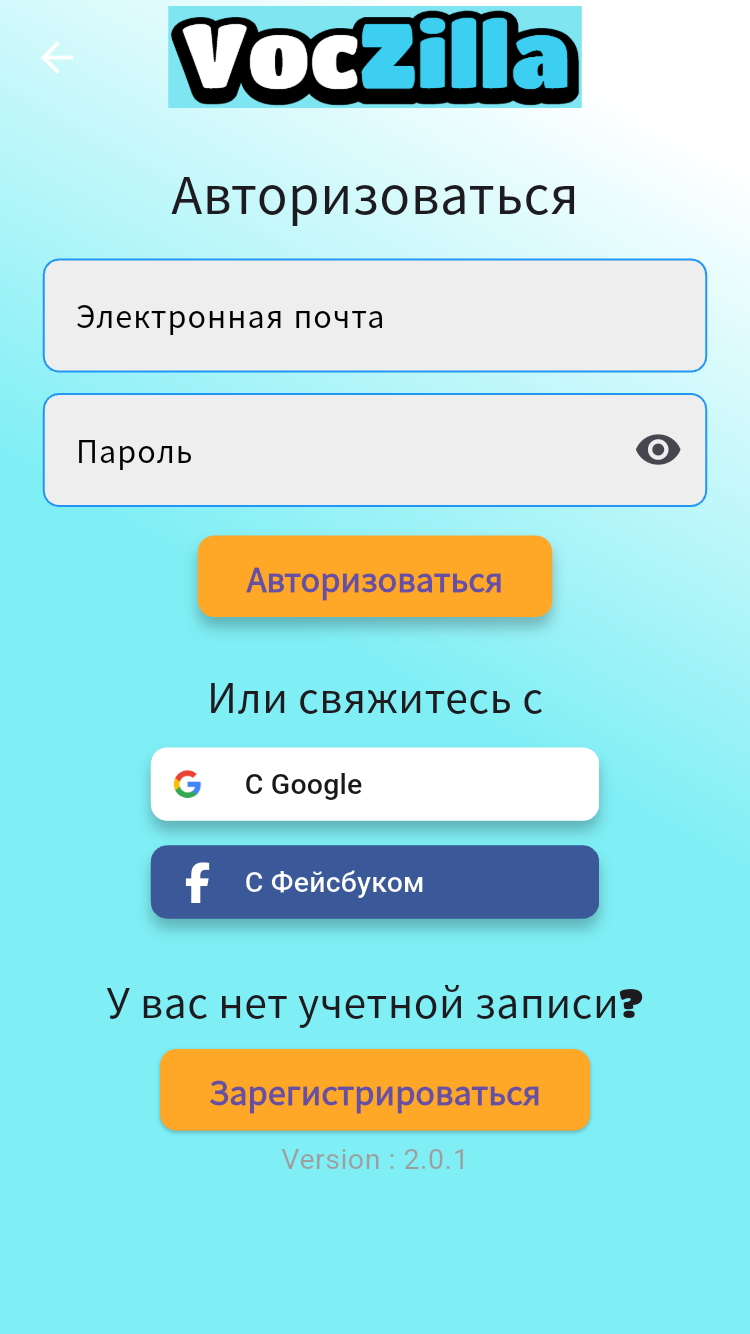 VocZilla
Авторизоваться
Электронная почта
Пароль
Авторизоваться
Или свяжитесь с
С Google
С Фейсбуком
У вас нет учетной записи?
Зарегистрироваться
Version : 2.0.1